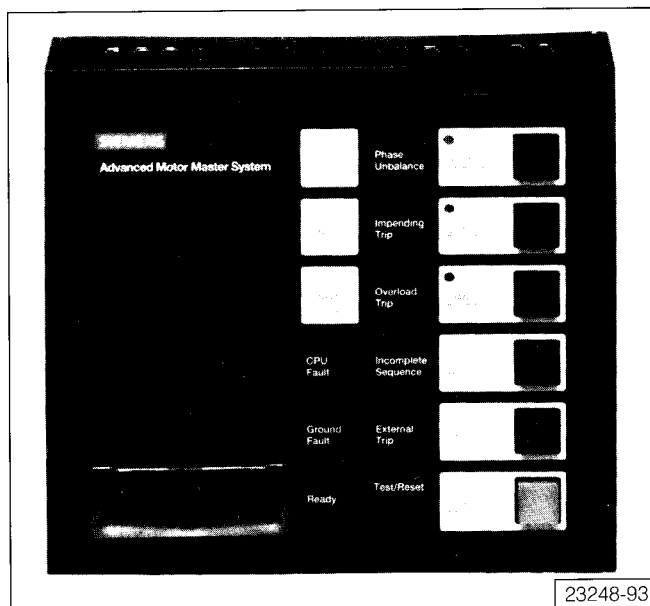 SIEMENS
Advanced Motor Master System
Phase
Unbalance
Impending
Trip
Overload
Trip
CPU
Fault
Incomplete
Sequence
Ground
Fault
External
Trip
Ready
Test/Reset
23248-93